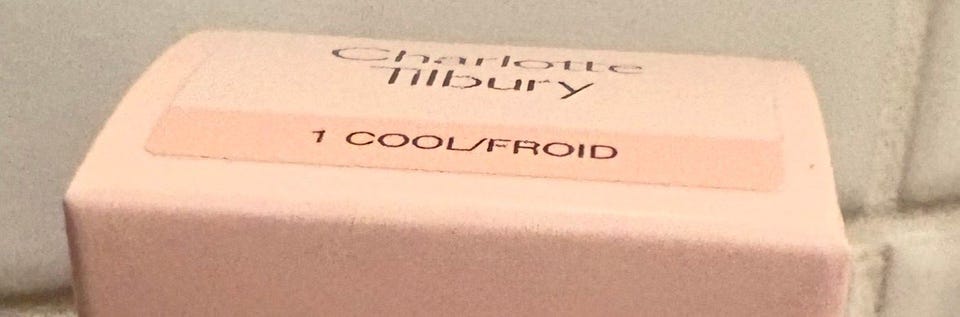 Charlotte
Tilbury
1 COOL/FROID